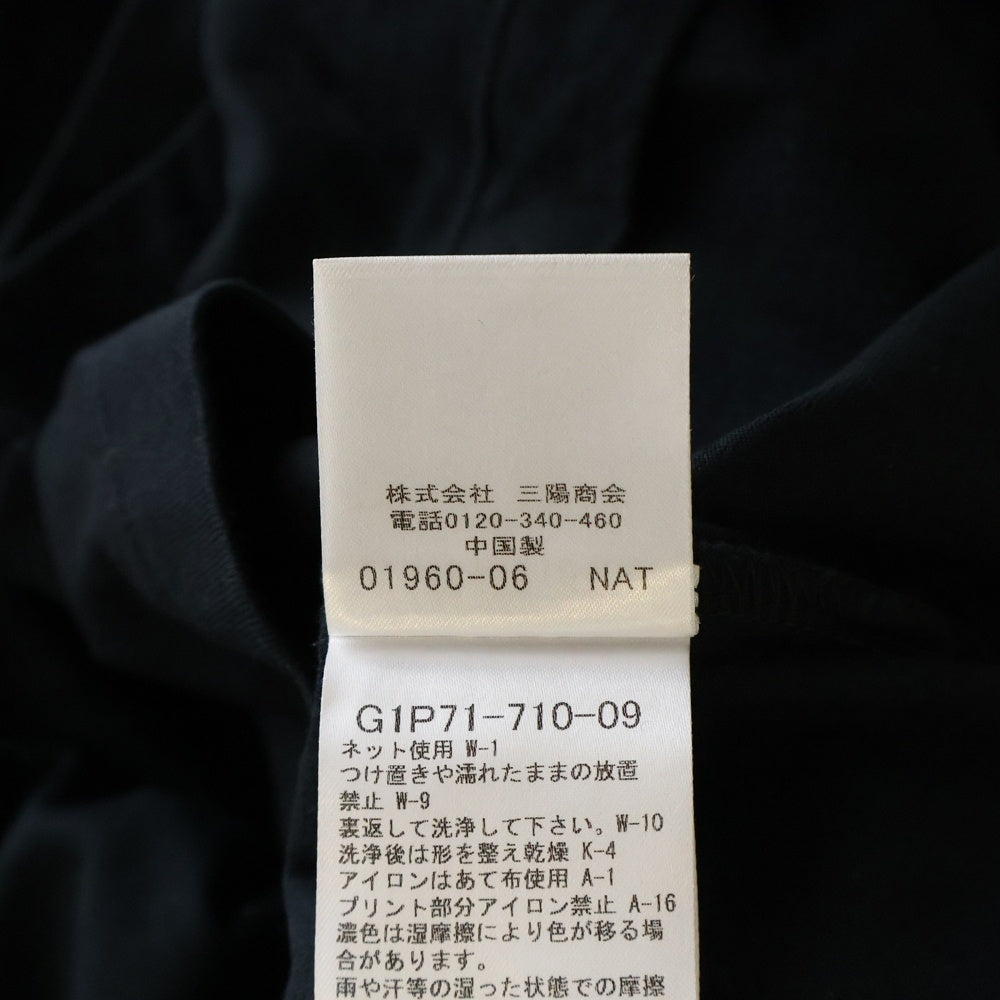 株式会社 三陽商会
電話0120-340-460
中国製
01960-06 NAT
G1P71-710-09
ネット使用 W-1
つけ置きや濡れたままの放置
禁止 W-9
裏返して洗浄して下さい。W-10
洗浄後は形を整え乾燥 K-4
アイロンはあて布使用 A-1
プリント部分アイロン禁止 A-16
濃色は湿摩擦により色が移る場
合があります。
雨や汗等の湿った状態での摩擦